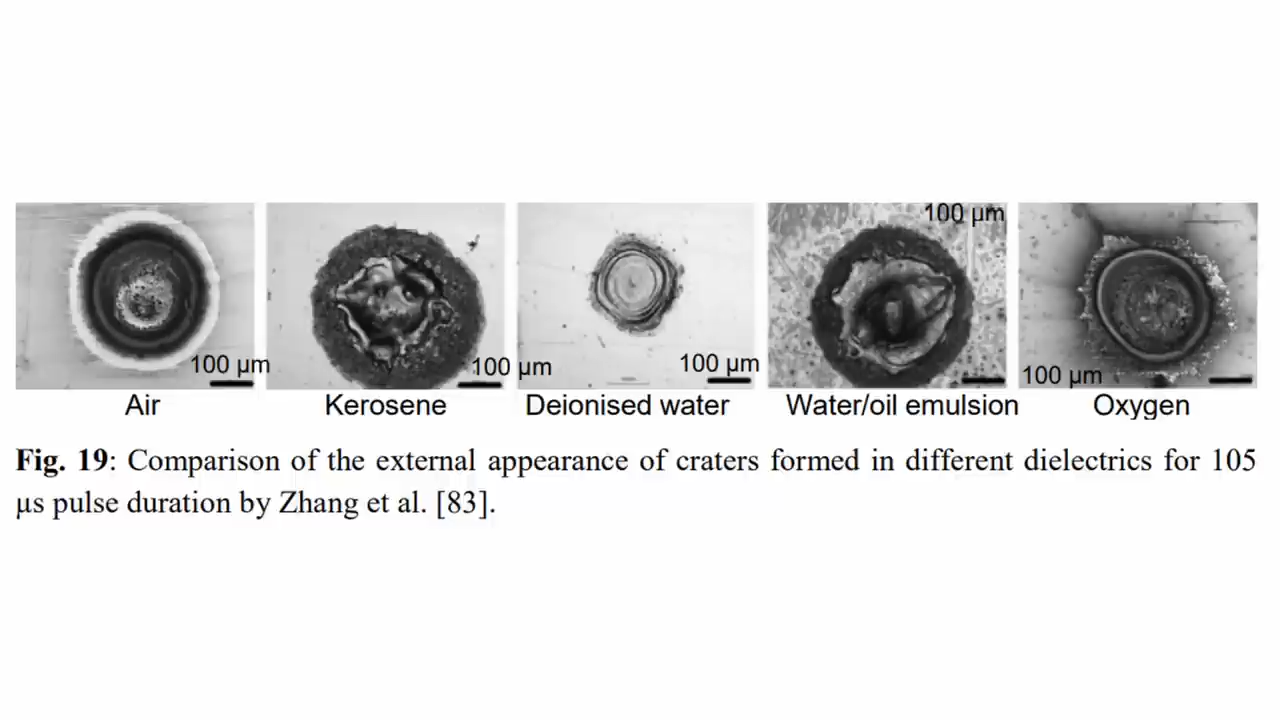 100 µm
100 µm
100 µm
100 µm
100 µm
Air
Kerosene
Deionised water
Water/oil emulsion
Oxygen
Fig. 19: Comparison of the external appearance of craters formed in different dielectrics for 105
µs pulse duration by Zhang et al. [83].